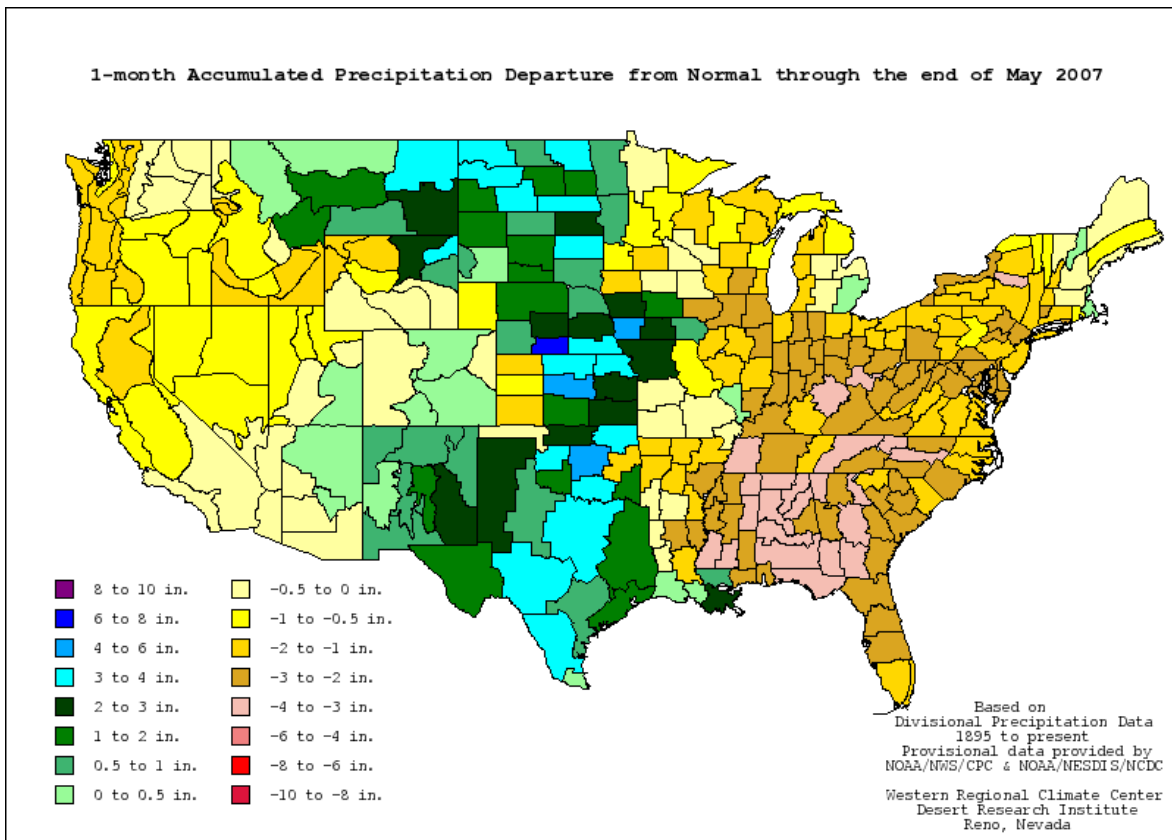 1-month Accumulated Precipitation Departure from Normal through the end of May 2007
8 to 10 in.
6 to 8 in.
4 to 6 in.
3 to 4 in.
2 to 3 in.
1 to 2 in.
0.5 to 1 in.
0 to 0.5 in.
-0.5 to 0 in.
-1 to -0.5 in.
-2 to -1 in.
-3 to -2 in.
-4 to -3 in.
-6 to -4 in.
-8 to -6 in.
-10 to -8 in.
Based on
Divisional Precipitation Data
1895 to present
Provisional data provided by
NOAA/NWS/CPC & NOAA/NESDIS/NCDC
Western Regional Climate Center
Desert Research Institute
Reno, Nevada